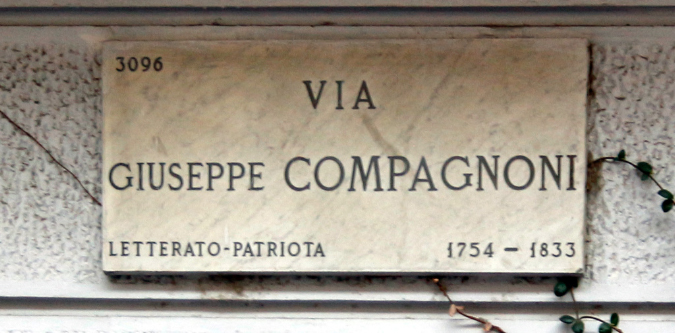 3096
VIA
GIUSEPPE COMPAGNONI
LETTERATO-PATRIOTA 1754 – 1833